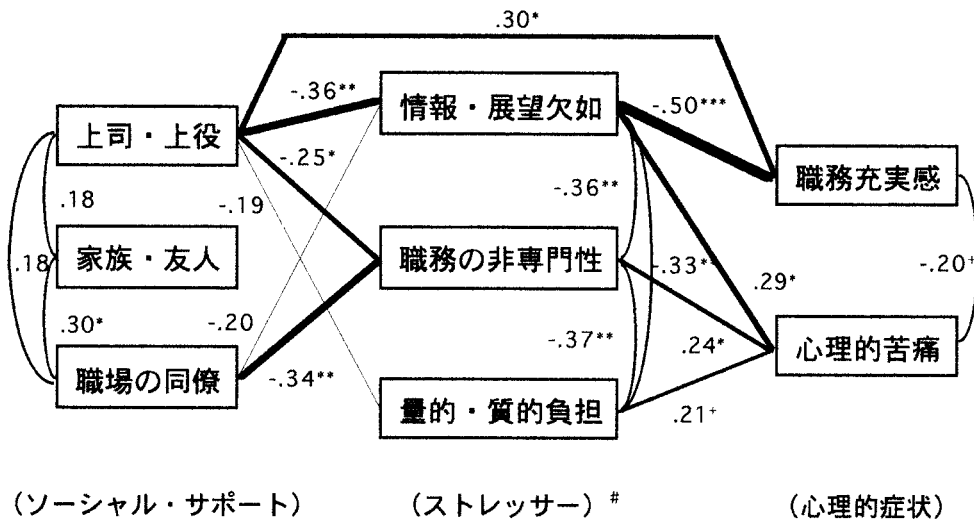 .30*
-.36**
情報・展望欠如
-.50***
上司・上役
-.25*
職務充実感
-.36**
.18
-.19
.18
家族・友人
職務の非専門性
-.33**
.29*
-.20+
.30*
-.20
-.37**
.24*
心理的苦痛
職場の同僚
-.34**
量的・質的負担
.21+
(ソーシャル・サポート)
(ストレッサー)#
(心理的症状)